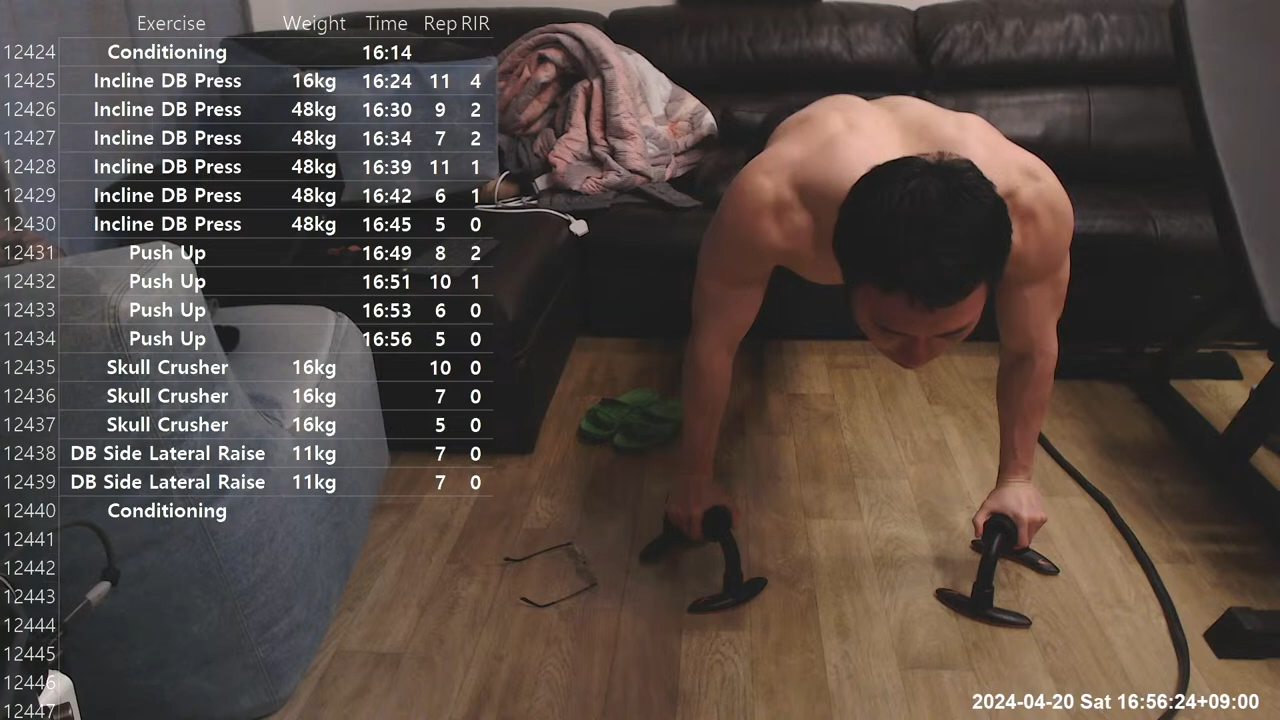 Exercise Weight Time Rep RIR
12424 Conditioning 16:14
12425 Incline DB Press 16kg 16:24 11 4
12426 Incline DB Press 48kg 16:30 9 2
12427 Incline DB Press 48kg 16:34 7 2
12428 Incline DB Press 48kg 16:39 11 1
12429 Incline DB Press 48kg 16:42 6 1
12430 Incline DB Press 48kg 16:45 5 0
12431 Push Up 16:49 8 2
12432 Push Up 16:51 10 1
12433 Push Up 16:53 6 0
12434 Push Up 16:56 5 0
12435 Skull Crusher 16kg 10 0
12436 Skull Crusher 16kg 7 0
12437 Skull Crusher 16kg 5 0
12438 DB Side Lateral Raise 11kg 7 0
12439 DB Side Lateral Raise 11kg 7 0
12440 Conditioning
12441
12442
12443
12444
12445
12446
12447
2024-04-20 Sat 16:56:24+09:00